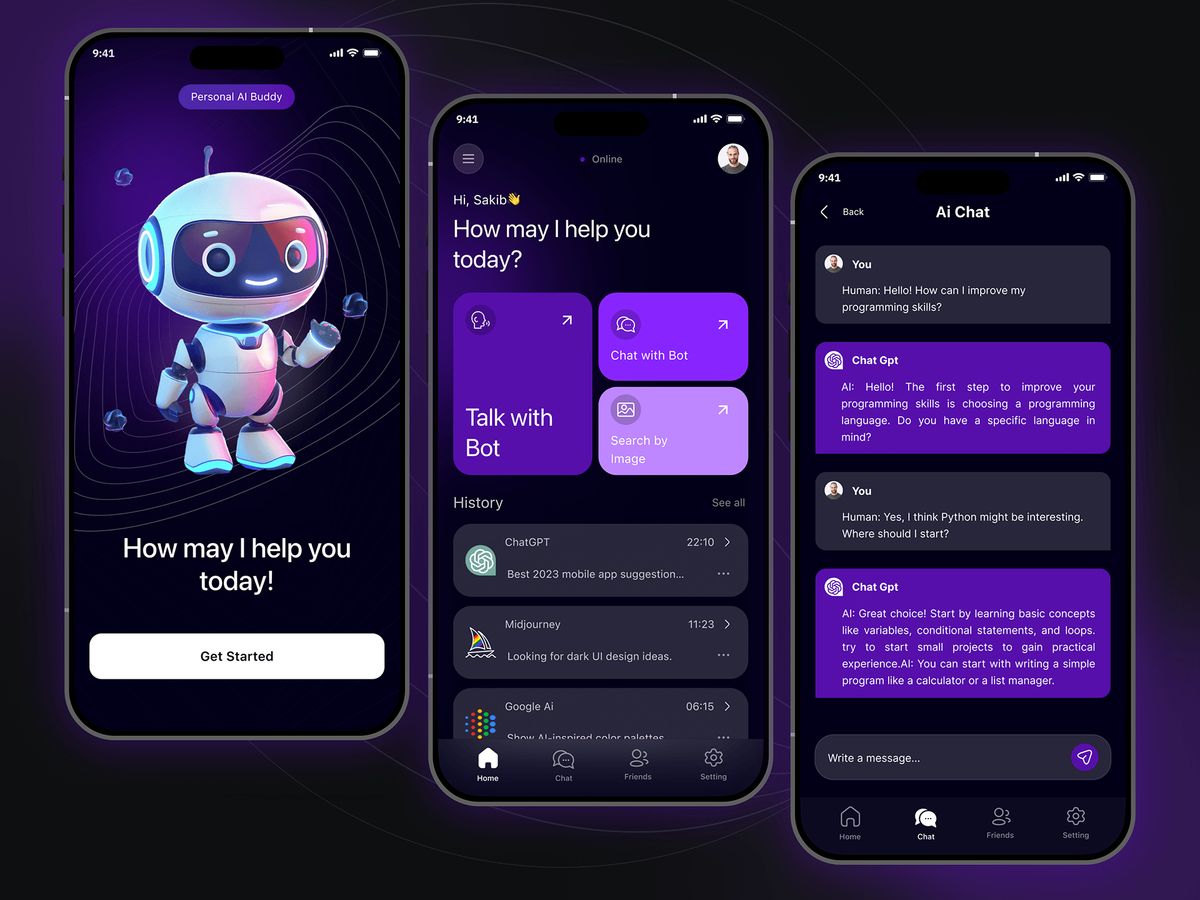 9:41
Personal AI Buddy
How may I help you
today!
Get Started
9:41
Online
Hi, Sakib👋
How may I help you
today?
Talk with
Bot
Chat with Bot
Search by
Image
History
See all
ChatGPT
22:10
Best 2023 mobile app suggestion...
Midjourney
11:23
Looking for dark UI design ideas.
Google Ai
06:15
Show AI-inspired color palettes
Home
Chat
Friends
Setting
9:41
Back
Ai Chat
You
Human: Hello! How can I improve my
programming skills?
Chat Gpt
AI: Hello! The first step to improve your
programming skills is choosing a programming
language. Do you have a specific language in
mind?
You
Human: Yes, I think Python might be interesting.
Where should I start?
Chat Gpt
AI: Great choice! Start by learning basic concepts
like variables, conditional statements, and loops.
try to start small projects to gain practical
experience.AI: You can start with writing a simple
program like a calculator or a list manager.
Write a message...
Home
Chat
Friends
Setting